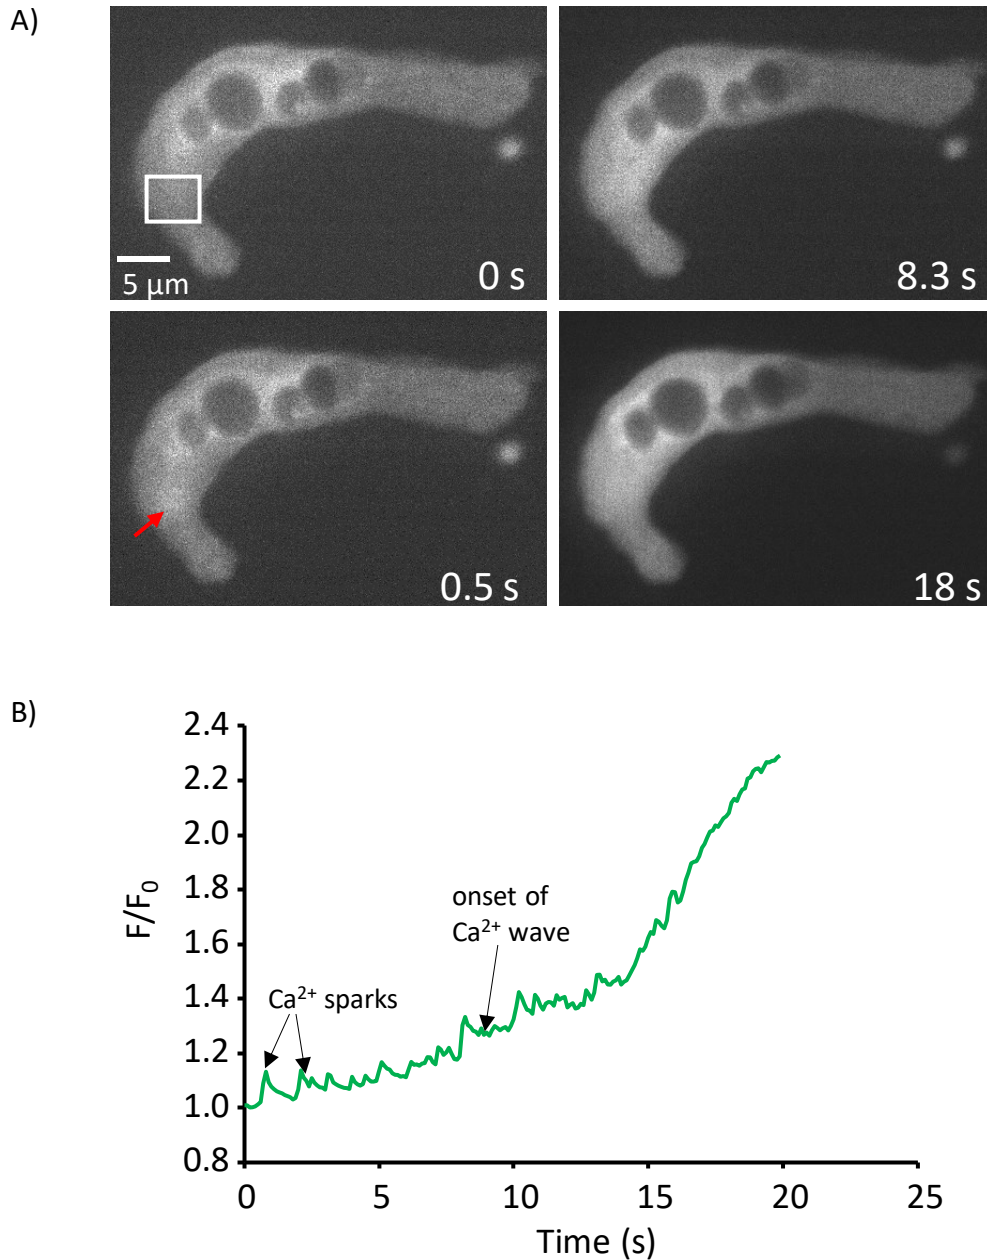 A)
0 s
8.3 s
5 µm
0.5 s
18 s
B)
2.4
2.2
2.0
1.8
1.6
1.4
1.2
1.0
0.8
F/F₀
onset of
Ca²⁺ wave
Ca²⁺ sparks
0 5 10 15 20 25
Time (s)